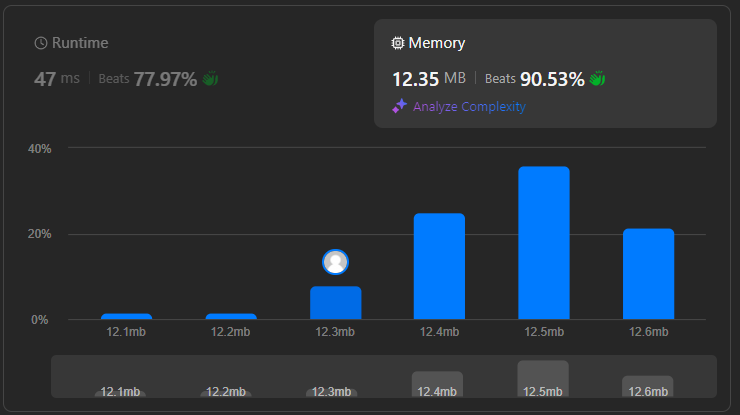 Runtime
47 ms | Beats 77.97%
Memory
12.35 MB | Beats 90.53%
Analyze Complexity
40%
20%
0%
12.1mb 12.2mb 12.3mb 12.4mb 12.5mb 12.6mb
12.1mb 12.2mb 12.3mb 12.4mb 12.5mb 12.6mb